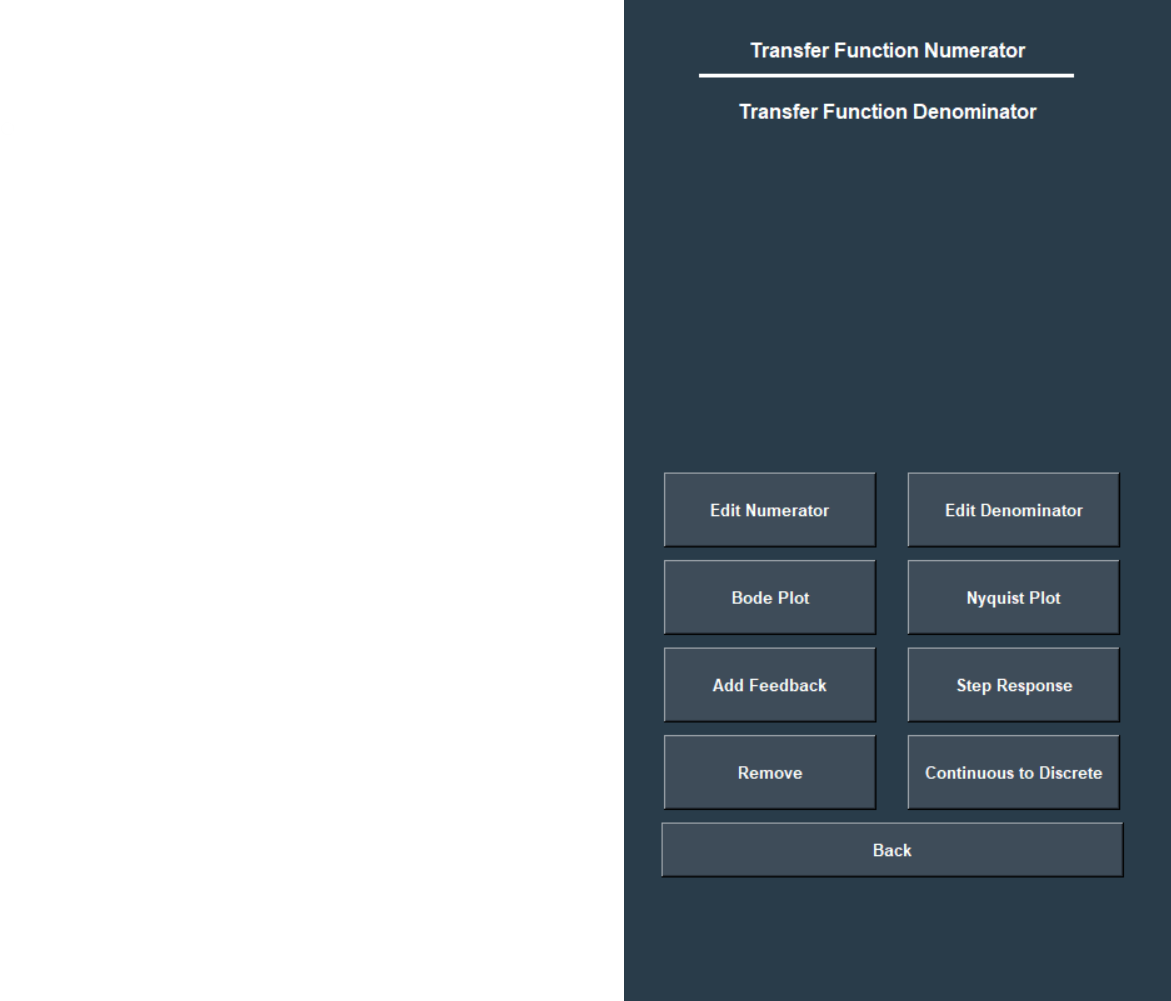 Transfer Function Numerator
Transfer Function Denominator
Edit Numerator
Edit Denominator
Bode Plot
Nyquist Plot
Add Feedback
Step Response
Remove
Continuous to Discrete
Back